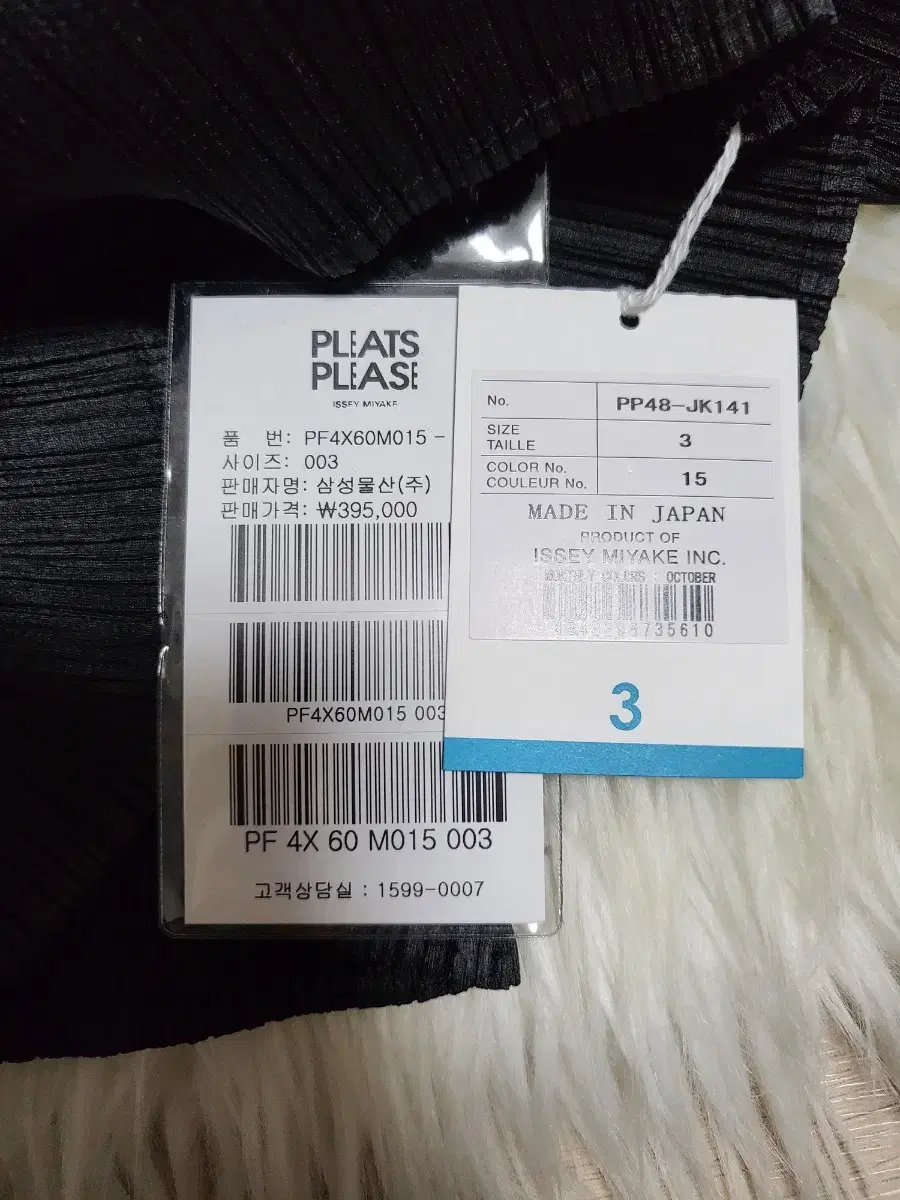 PLEATS
PLEASE
ISSEY MIYAKE
품 번: PF4X60M015 -
사이즈: 003
판매자명: 삼성물산(주)
판매가격: ₩395,000
PF4X60M015 003
PF 4X 60 M015 003
고객상담실 : 1599-0007
No. PP48-JK141
SIZE
TAILLE 3
COLOR No.
COULEUR No. 15
MADE IN JAPAN
PRODUCT OF
ISSEY MIYAKE INC.
MONTHLY COLORS : OCTOBER
3